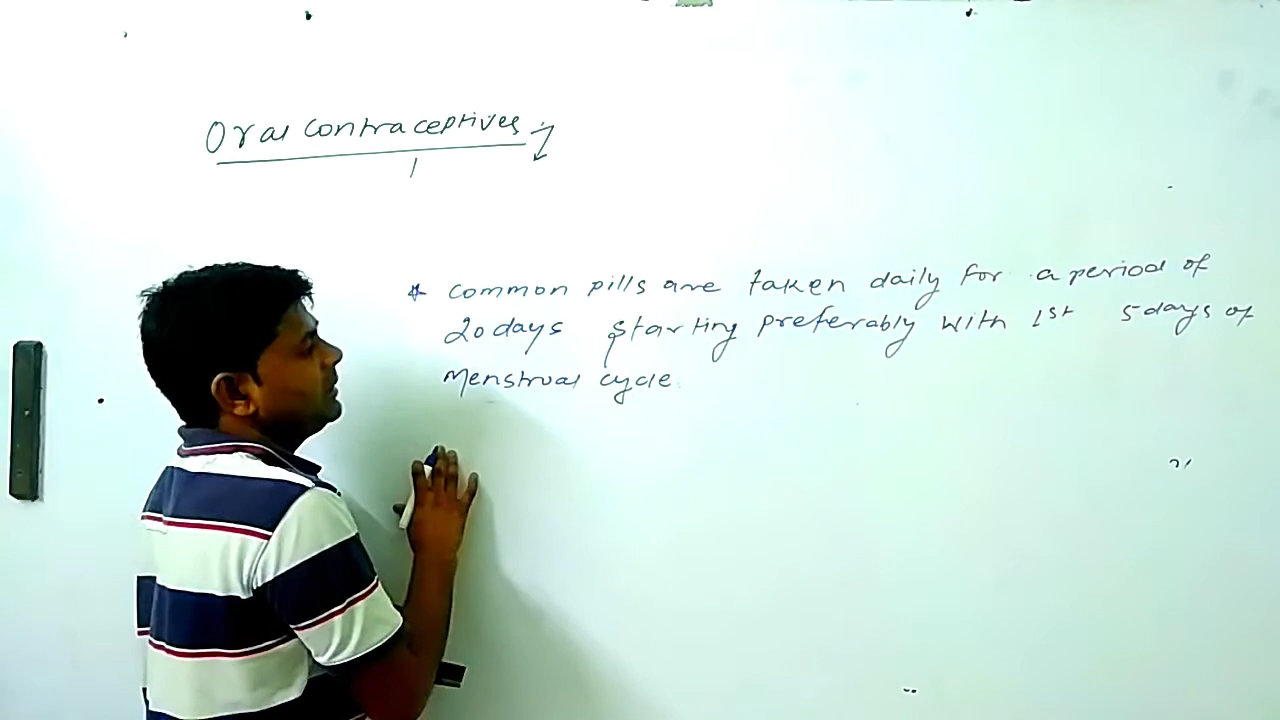 Oral contraceptives :-
* common pills are taken daily for a period of
20 days starting preferably with 1st 5 days of
Menstrual cycle.